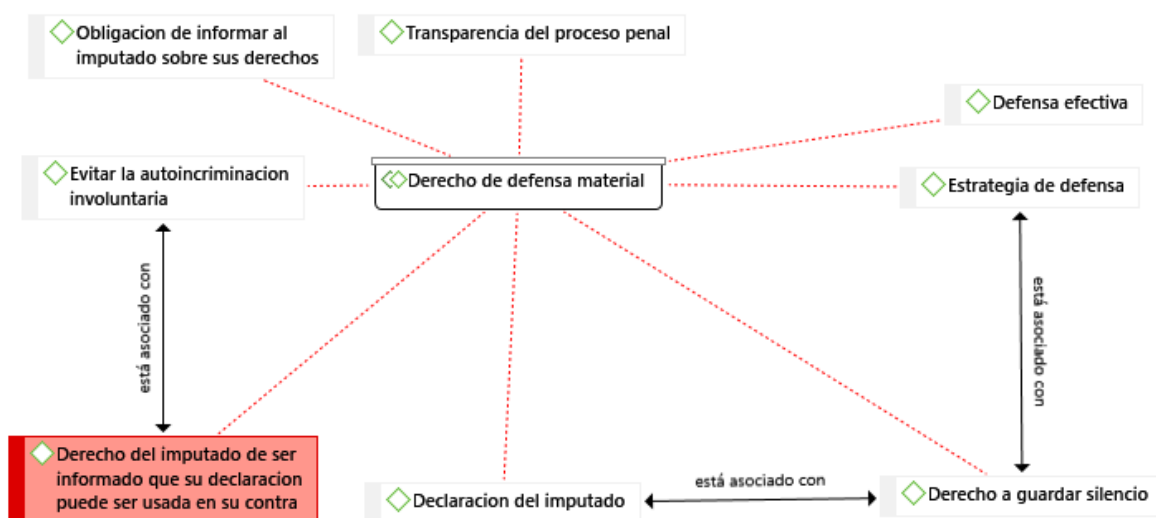 Obligacion de informar al
imputado sobre sus derechos
Transparencia del proceso penal
Defensa efectiva
Evitar la autoincriminacion
involuntaria
Derecho de defensa material
Estrategia de defensa
está asociado con
está asociado con
Derecho del imputado de ser
informado que su declaracion
puede ser usada en su contra
Declaracion del imputado
está asociado con
Derecho a guardar silencio